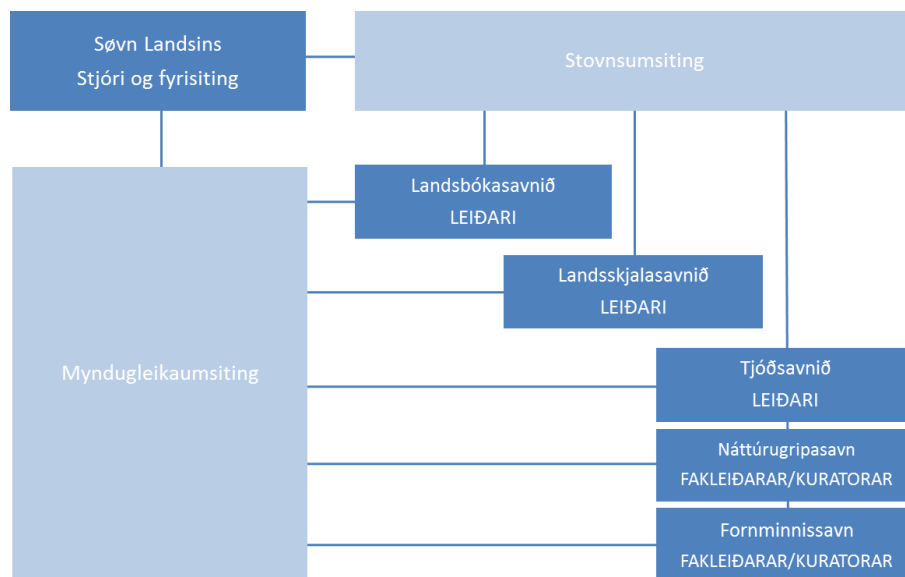 Søvn Landsins
Stjóri og fyrisiting
Stovnsumsiting
Landsbókasavnið
LEIÐARI
Landsskjalasavnið
LEIÐARI
Myndugleikaumsiting
Tjóðsavnið
LEIÐARI
Náttúrugripasavn
FAKLEIÐARAR/KURATORAR
Fornminnissavn
FAKLEIÐARAR/KURATORAR